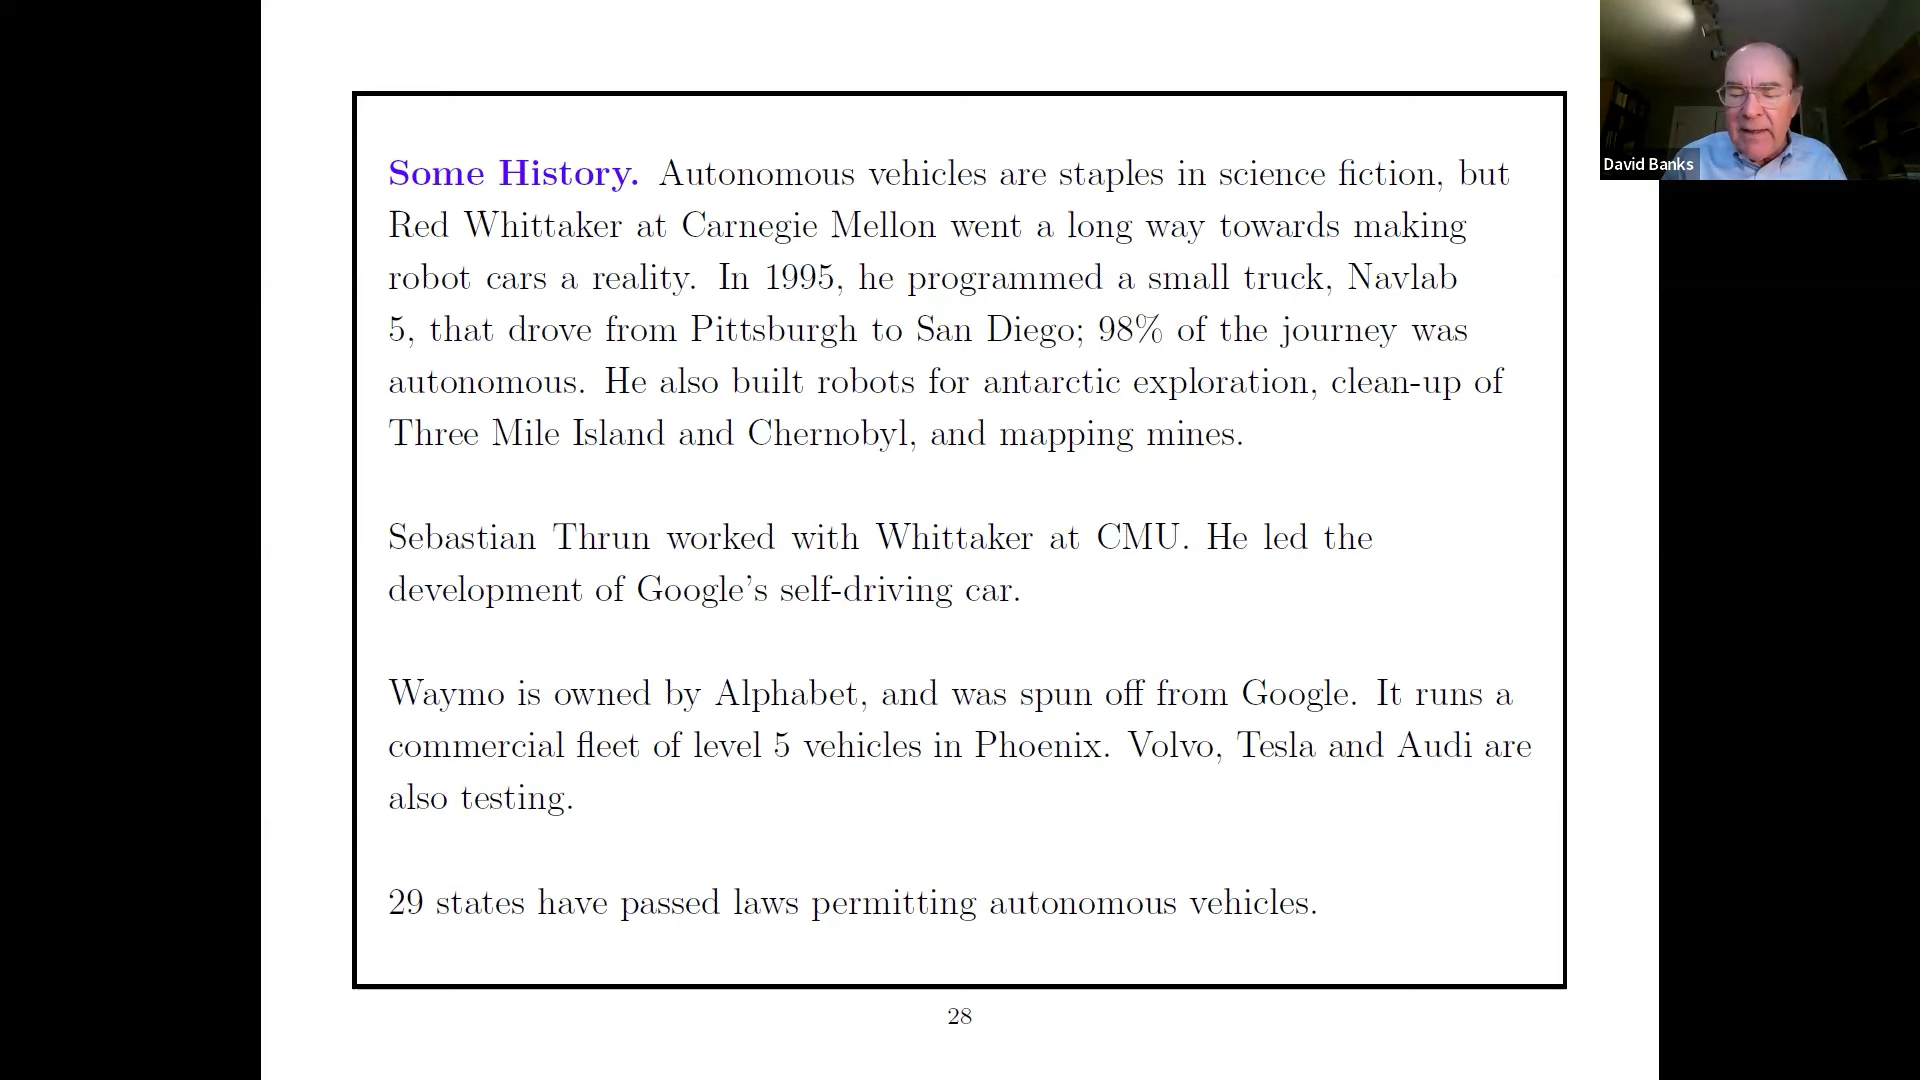 Some History. Autonomous vehicles are staples in science fiction, but
Red Whittaker at Carnegie Mellon went a long way towards making
robot cars a reality. In 1995, he programmed a small truck, Navlab
5, that drove from Pittsburgh to San Diego; 98% of the journey was
autonomous. He also built robots for antarctic exploration, clean-up of
Three Mile Island and Chernobyl, and mapping mines.
Sebastian Thrun worked with Whittaker at CMU. He led the
development of Google's self-driving car.
Waymo is owned by Alphabet, and was spun off from Google. It runs a
commercial fleet of level 5 vehicles in Phoenix. Volvo, Tesla and Audi are
also testing.
29 states have passed laws permitting autonomous vehicles.
28
David Banks